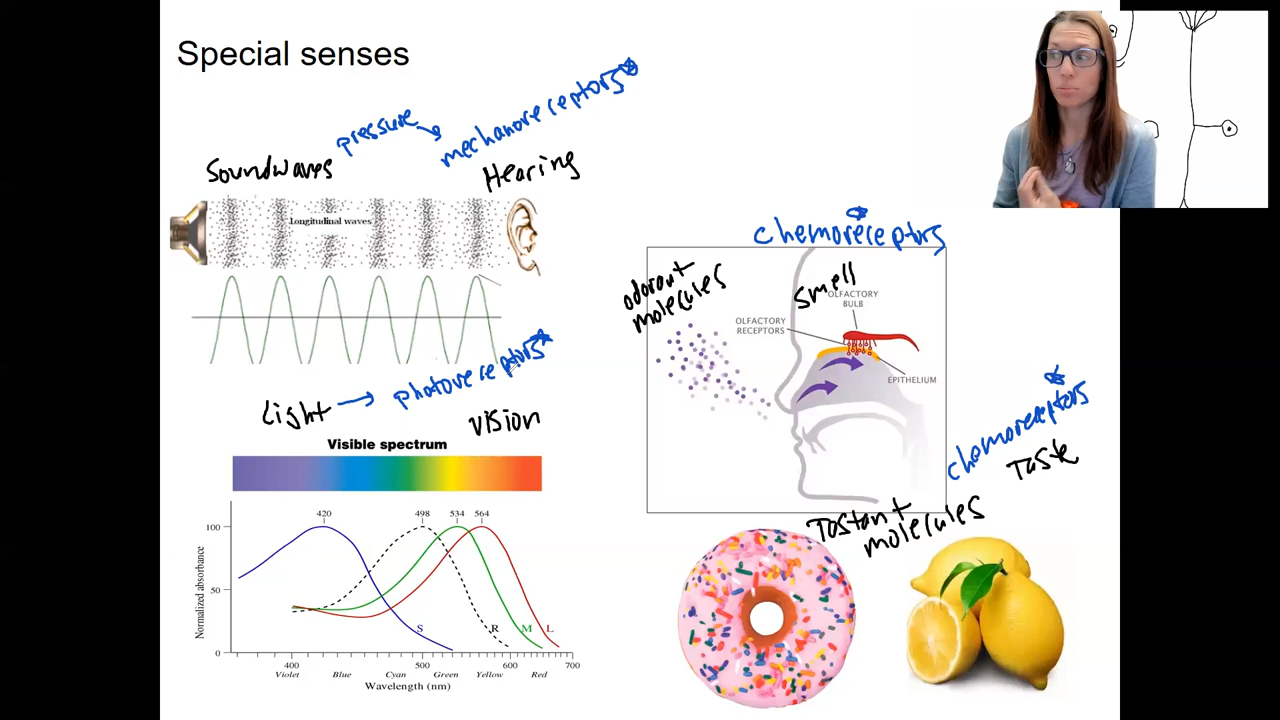 Special senses
pressure → mechanoreceptors
Soundwaves
Hearing
Longitudinal waves
Light → photoreceptors
Vision
Visible spectrum
420
498
534
564
100
50
0
Normalized absorbance
S
R
M
L
400
500
600
700
Violet
Blue
Cyan
Green
Yellow
Red
Wavelength (nm)
chemoreceptors
odorant
molecules
smell
OLFACTORY
BULB
OLFACTORY
RECEPTORS
EPITHELIUM
chemoreceptors
Taste
Tastant
molecules